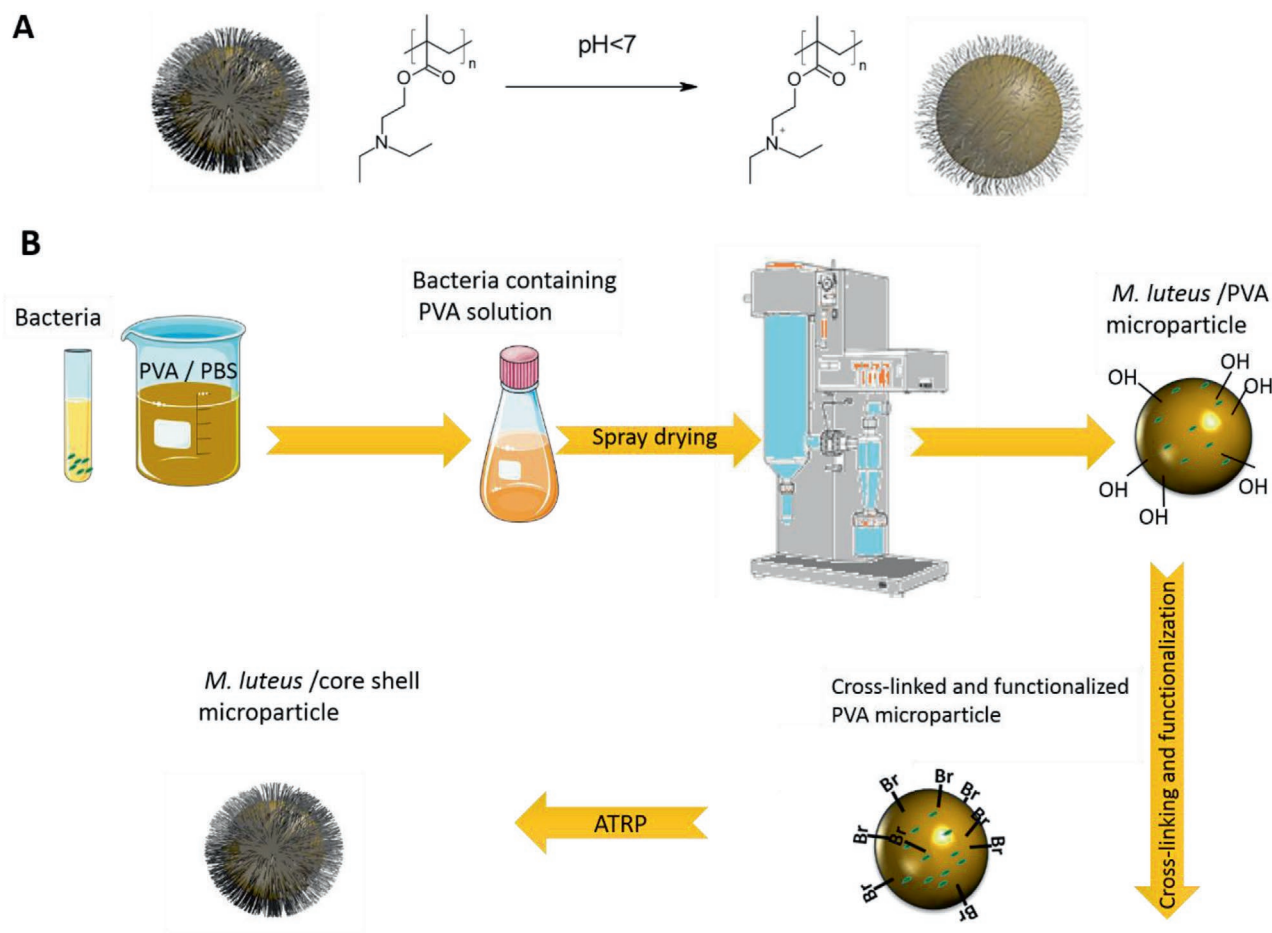 A
pH<7
n
O
O
N
n
O
O
N
+
B
Bacteria
PVA / PBS
Bacteria containing
PVA solution
Spray drying
M. luteus /PVA
microparticle
OH
OH
OH
OH
OH
OH
Cross-linking and functionalization
Cross-linked and functionalized
PVA microparticle
Br
Br
Br
Br
Br
Br
Br
Br
Br
ATRP
M. luteus /core shell
microparticle